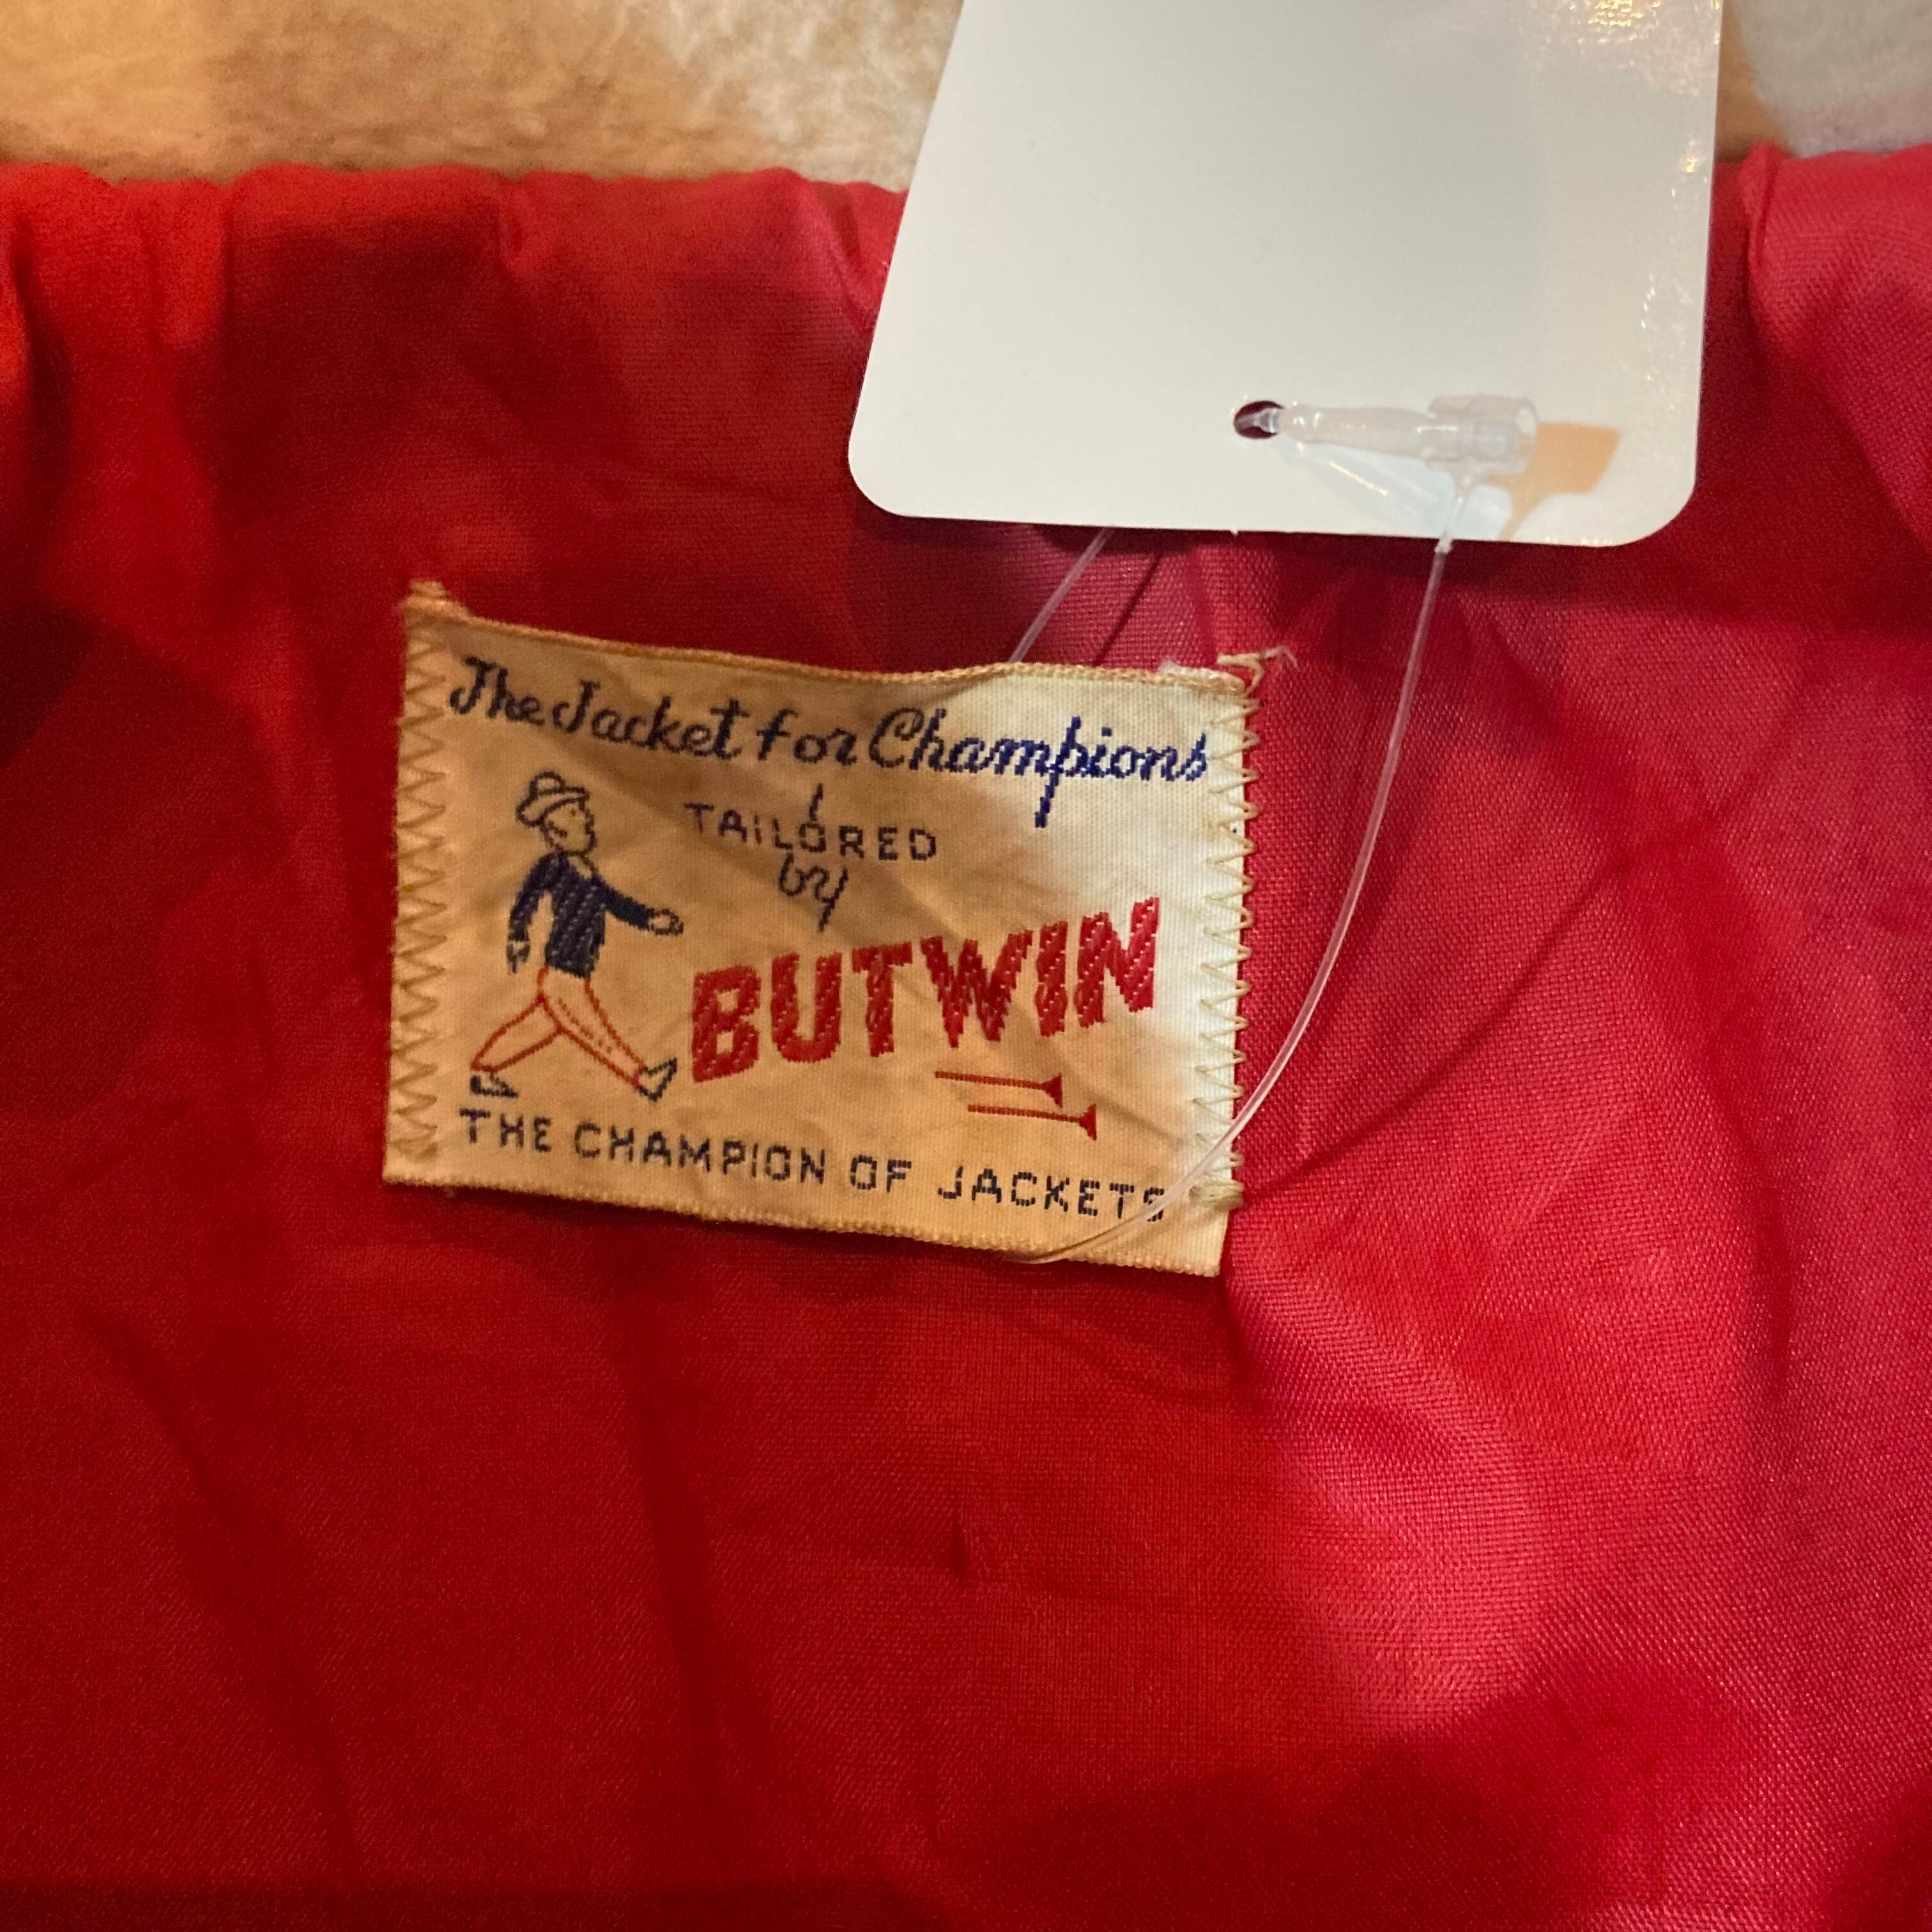 The Jacket for Champions
TAILORED
by
BUTWIN
THE CHAMPION OF JACKETS